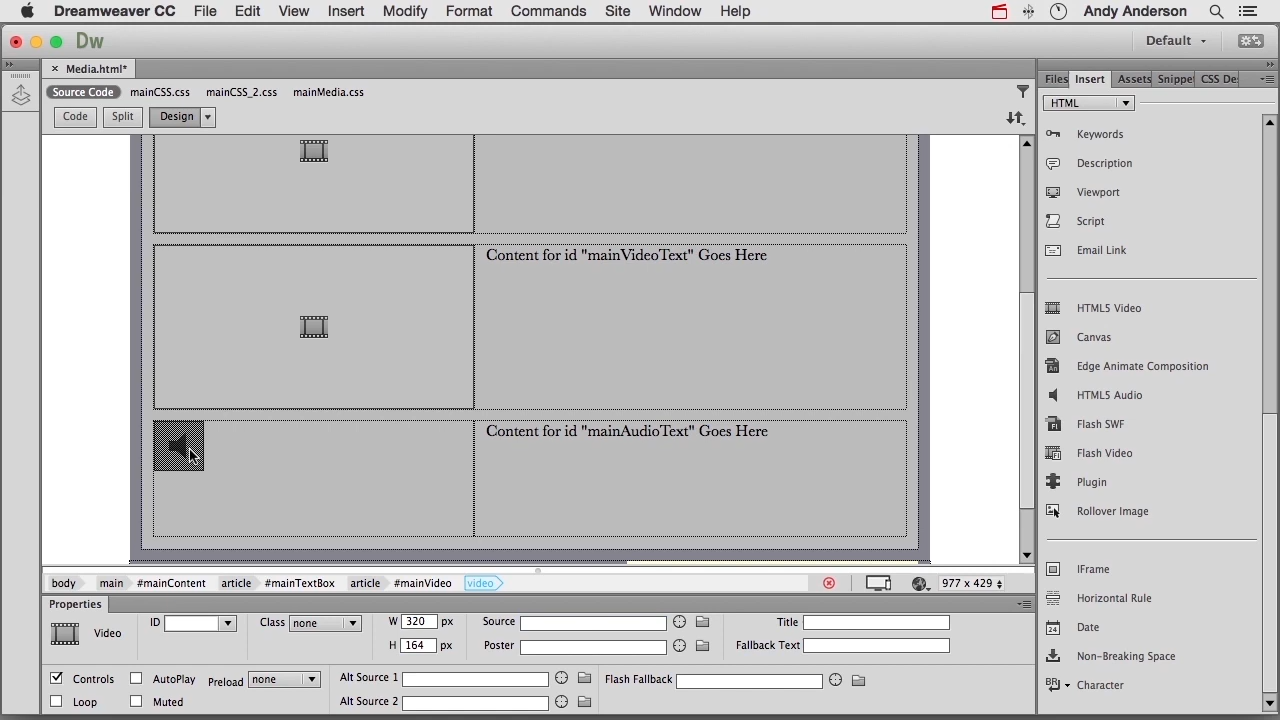 Dreamweaver CC File Edit View Insert Modify Format Commands Site Window Help Andy Anderson
Dw Default
Media.html* Files Insert Assets Snippe CSS De:
Source Code mainCSS.css mainCSS_2.css mainMedia.css
HTML
Code Split Design
Keywords
Description
Viewport
Script
Email Link
Content for id "mainVideoText" Goes Here
HTML5 Video
Canvas
Edge Animate Composition
HTML5 Audio
Flash SWF
Content for id "mainAudioText" Goes Here
Flash Video
Plugin
Rollover Image
IFrame
body main #mainContent article #mainTextBox article #mainVideo video 977 x 429
Horizontal Rule
Properties
Video ID Class none W 320 px Source Title
Date
H 164 px Poster Fallback Text
Non-Breaking Space
Controls AutoPlay Preload none Alt Source 1 Flash Fallback
BR Character
Loop Muted Alt Source 2